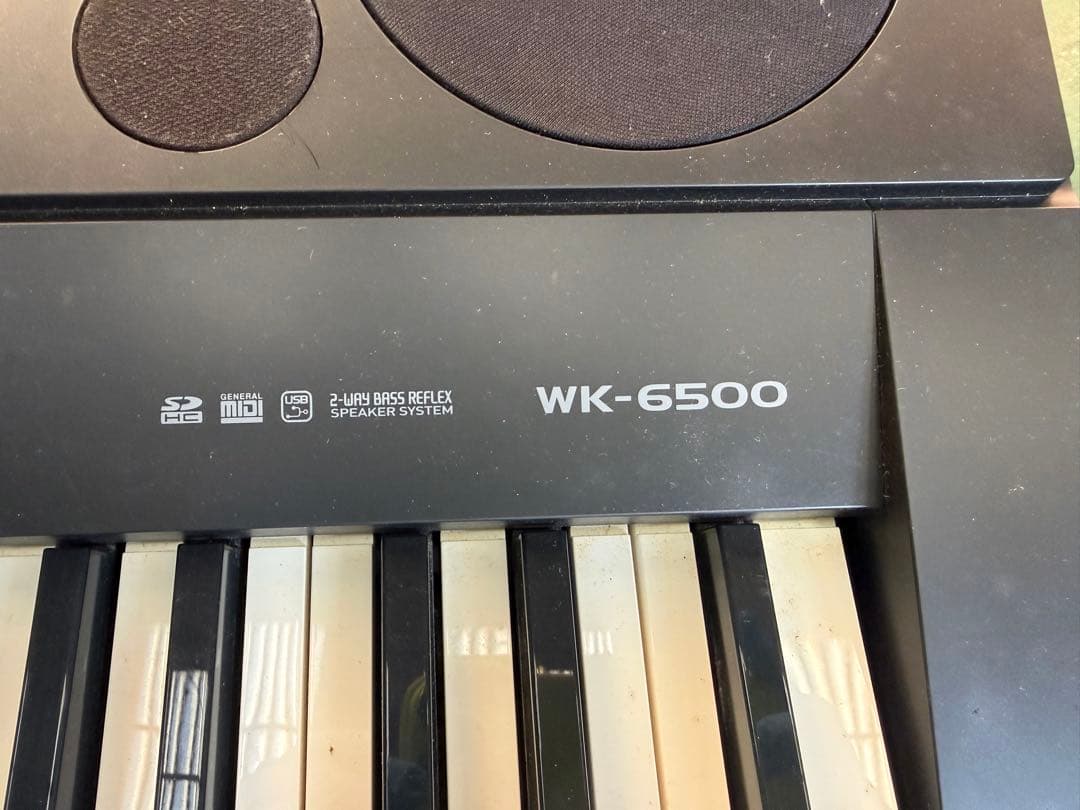 SD HC
GENERAL MIDI
USB
2-WAY BASS REFLEX
SPEAKER SYSTEM
WK-6500